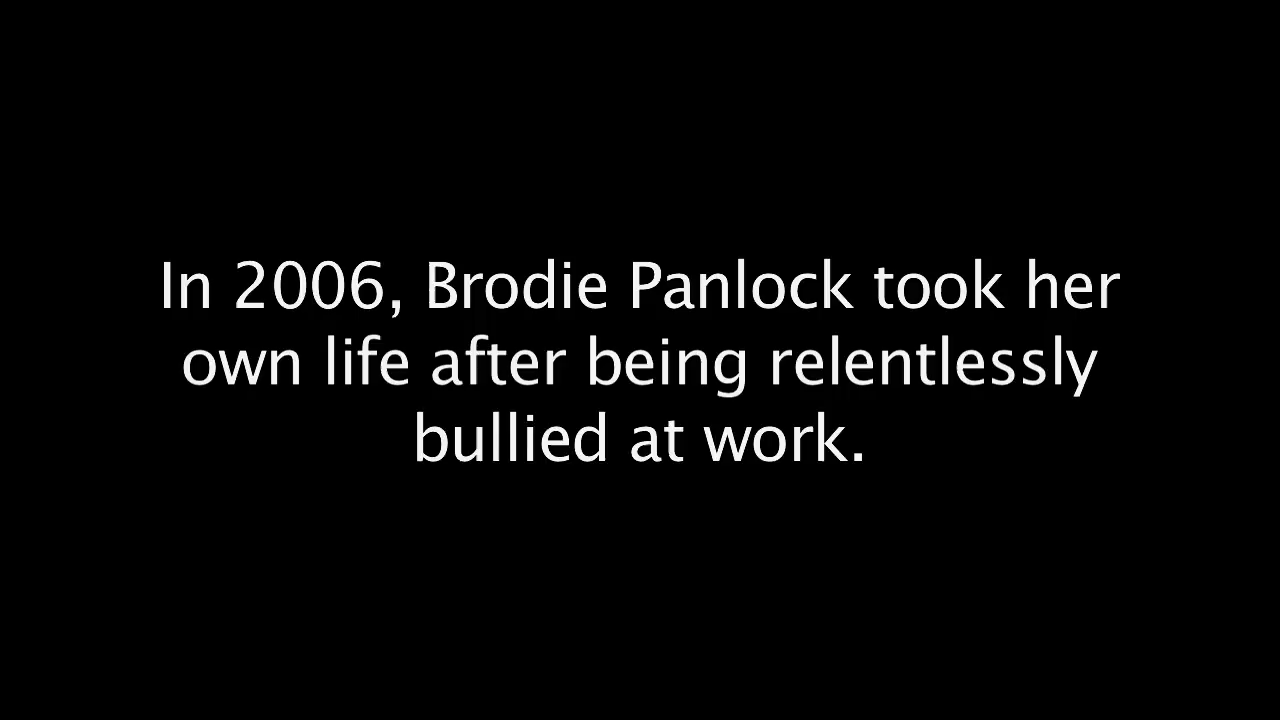 In 2006, Brodie Panlock took her
own life after being relentlessly
bullied at work.